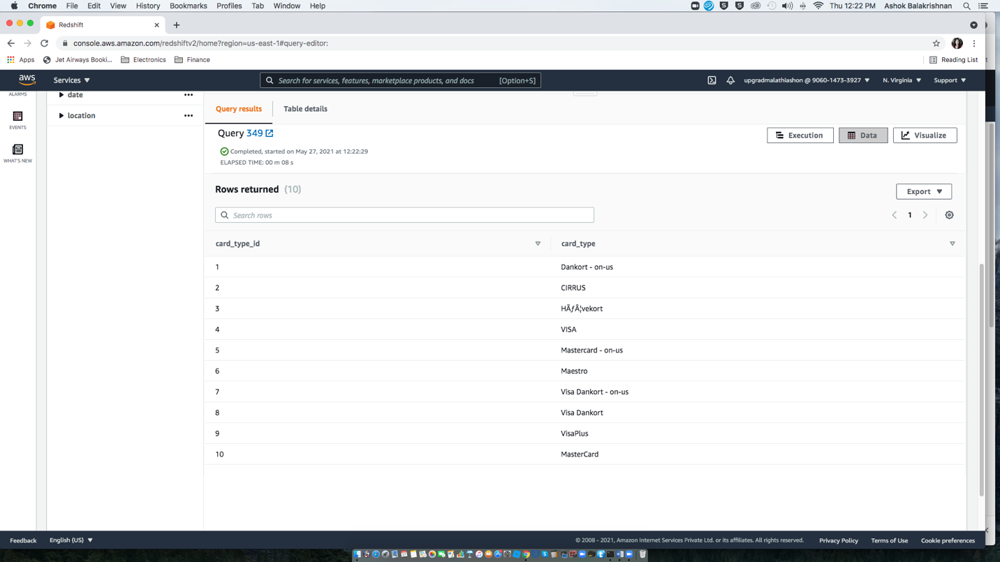 Chrome File Edit View History Bookmarks Profiles Tab Window Help Thu 12:22 PM Ashok Balakrishnan
Redshift
console.aws.amazon.com/redshiftv2/home?region=us-east-1#query-editor:
Apps Jet Airways Booki... Electronics Finance Reading List
aws Services Search for services, features, marketplace products, and docs [Option+S] upgradmalathiashon @ 9060-1473-3927 N. Virginia Support
ALARMS
EVENTS
WHAT'S NEW
date
location
Query results Table details
Query 349 Execution Data Visualize
Completed, started on May 27, 2021 at 12:22:29
ELAPSED TIME: 00 m 08 s
Rows returned (10) Export
Search rows 1
card_type_id card_type
1 Dankort - on-us
2 CIRRUS
3 HÃƒÂ¦vekort
4 VISA
5 Mastercard - on-us
6 Maestro
7 Visa Dankort - on-us
8 Visa Dankort
9 VisaPlus
10 MasterCard
Feedback English (US) © 2008 - 2021, Amazon Internet Services Private Ltd. or its affiliates. All rights reserved. Privacy Policy Terms of Use Cookie preferences